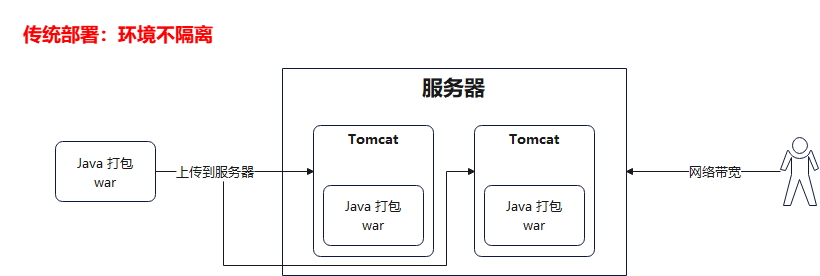 传统部署：环境不隔离
服务器
Tomcat
Tomcat
Java 打包
war
上传到服务器
网络带宽
Java 打包
war
Java 打包
war